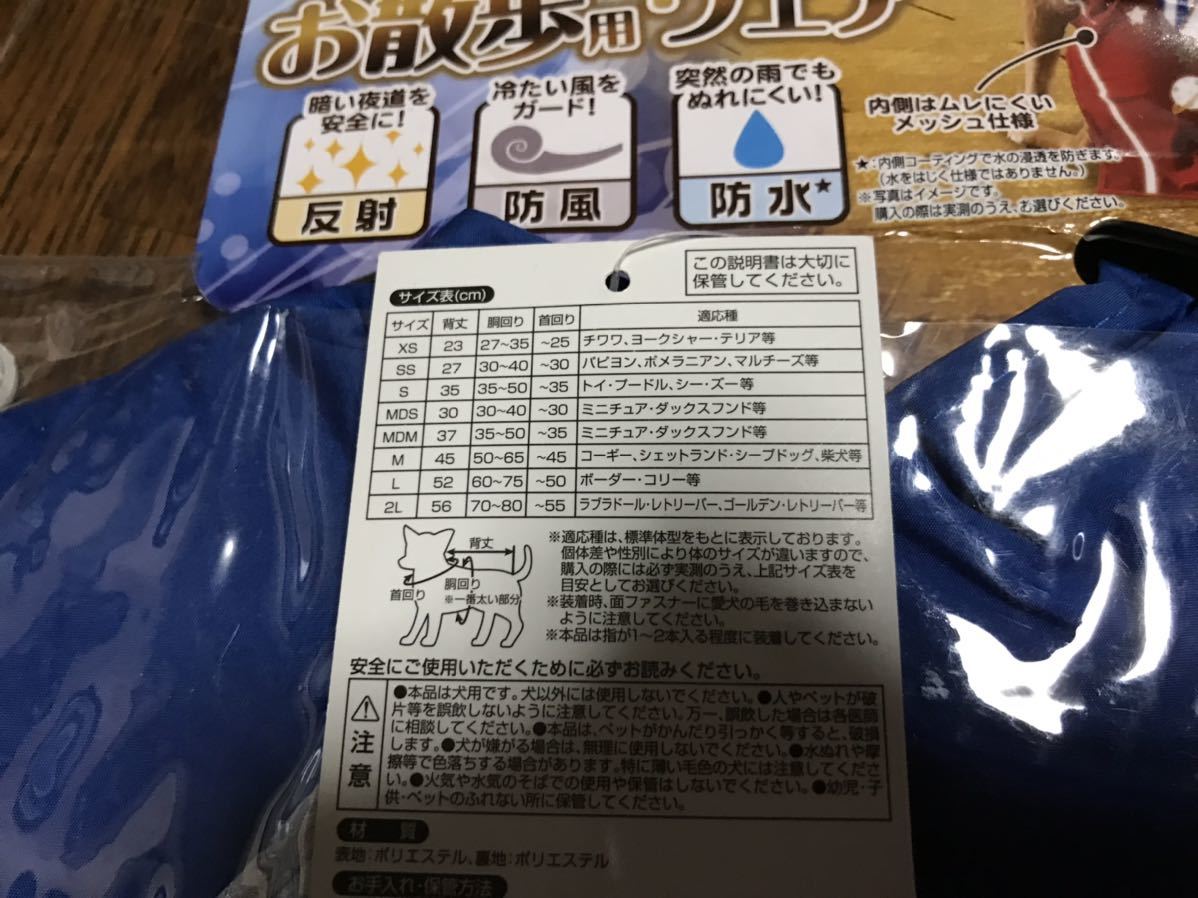 お散歩用ウェア
暗い夜道を
安全に!
反射
冷たい風を
ガード!
防風
突然の雨でも
ぬれにくい!
防水★
内側はムレにくい
メッシュ仕様
★:内側コーティングで水の浸透を防ぎます。
(水をはじく仕様ではありません。)
※写真はイメージです。
購入の際は実測のうえ、お選びください。
この説明書は大切に
保管してください。
サイズ表(cm)
サイズ 背丈 胴回り 首回り 適応種
XS 23 27~35 ~25 チワワ、ヨークシャー・テリア等
SS 27 30~40 ~30 パピヨン、ポメラニアン、マルチーズ等
S 35 35~50 ~35 トイ・プードル、シー・ズー等
MDS 30 30~40 ~30 ミニチュア・ダックスフンド等
MDM 37 35~50 ~35 ミニチュア・ダックスフンド等
M 45 50~65 ~45 コーギー、シェットランド・シープドッグ、柴犬等
L 52 60~75 ~50 ボーダー・コリー等
2L 56 70~80 ~55 ラブラドール・レトリーバー、ゴールデン・レトリーバー等
背丈
胴回り
首回り
※一番太い部分
※適応種は、標準体型をもとに表示しております。
個体差や性別により体のサイズが違いますので、
購入の際には必ず実測のうえ、上記サイズ表を
目安としてお選びください。
※装着時、面ファスナーに愛犬の毛を巻き込まない
ように注意してください。
※本品は指が1~2本入る程度に装着してください。
安全にご使用いただくために必ずお読みください。
注意
●本品は犬用です。犬以外には使用しないでください。●人やペットが破
片等を誤飲しないように注意してください。万一、誤飲した場合は各医師
に相談してください。●本品は、ペットがかんだり引っかく等すると、破損
します。●犬が嫌がる場合は、無理に使用しないでください。●水ぬれや摩
擦等で色落ちする場合があります。特に薄い毛色の犬には注意してくださ
い。●火気や水気のそばでの使用や保管はしないでください。●幼児・子
供・ペットのふれない所に保管してください。
材質
表地:ポリエステル、裏地:ポリエステル
お手入れ・保管方法